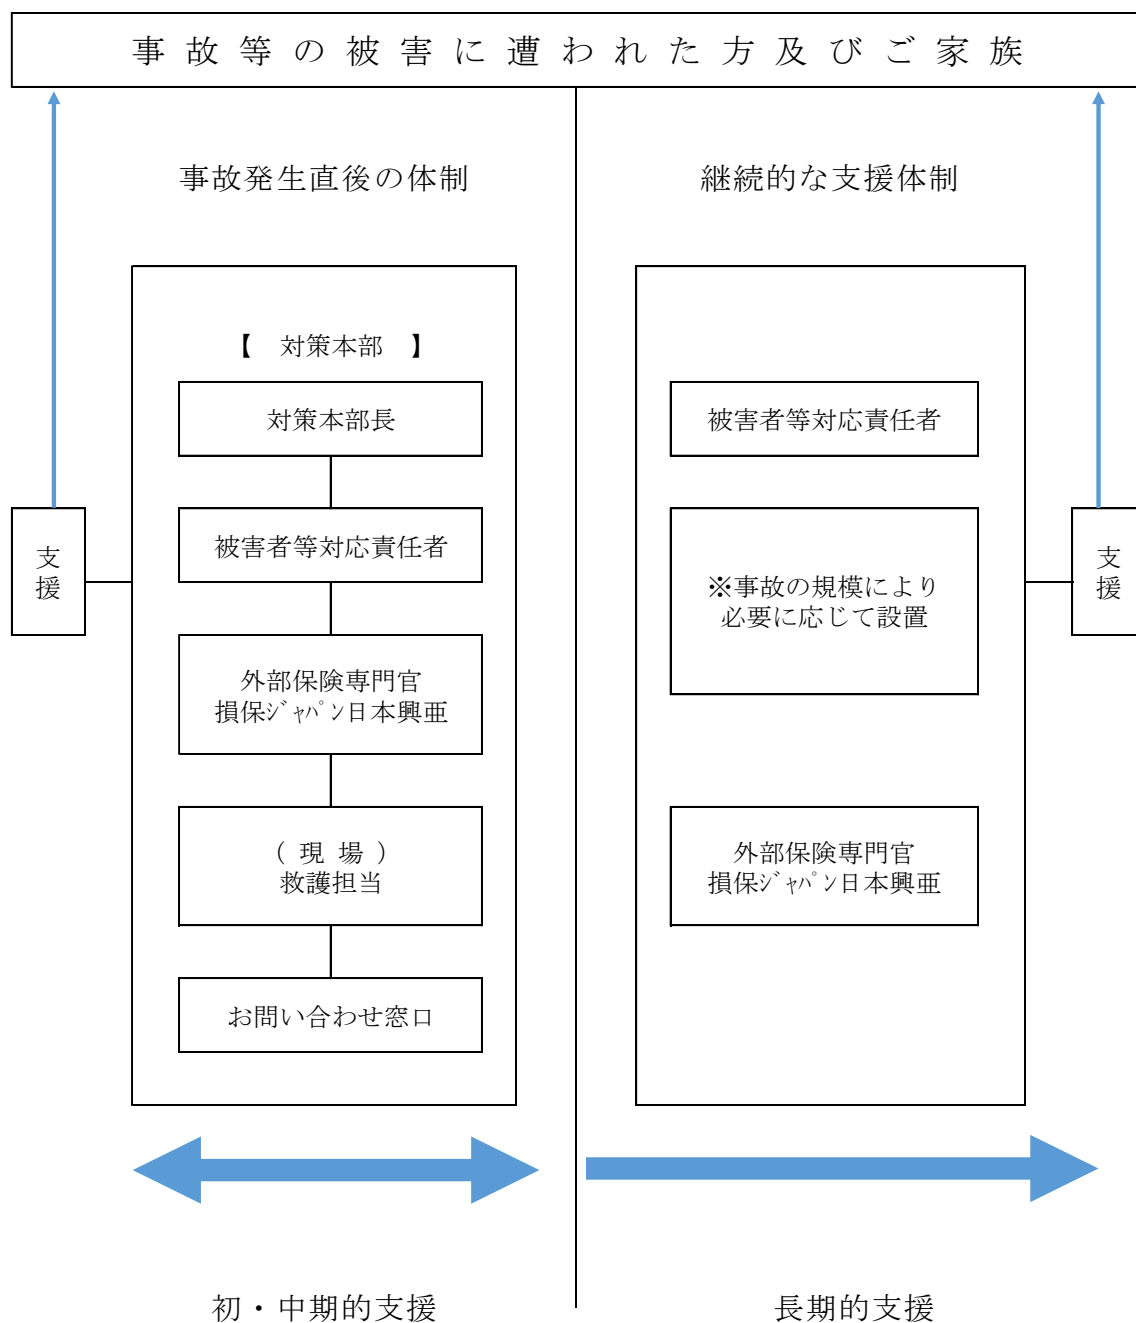 事故等の被害に遭われた方及びご家族
事故発生直後の体制
【　対策本部　】
対策本部長
被害者等対応責任者
外部保険専門官
損保ｼﾞｬﾊﾟﾝ日本興亜
（現場）
救護担当
お問い合わせ窓口
支
援
初・中期的支援
継続的な支援体制
被害者等対応責任者
※事故の規模により
必要に応じて設置
外部保険専門官
損保ｼﾞｬﾊﾟﾝ日本興亜
支
援
長期的支援